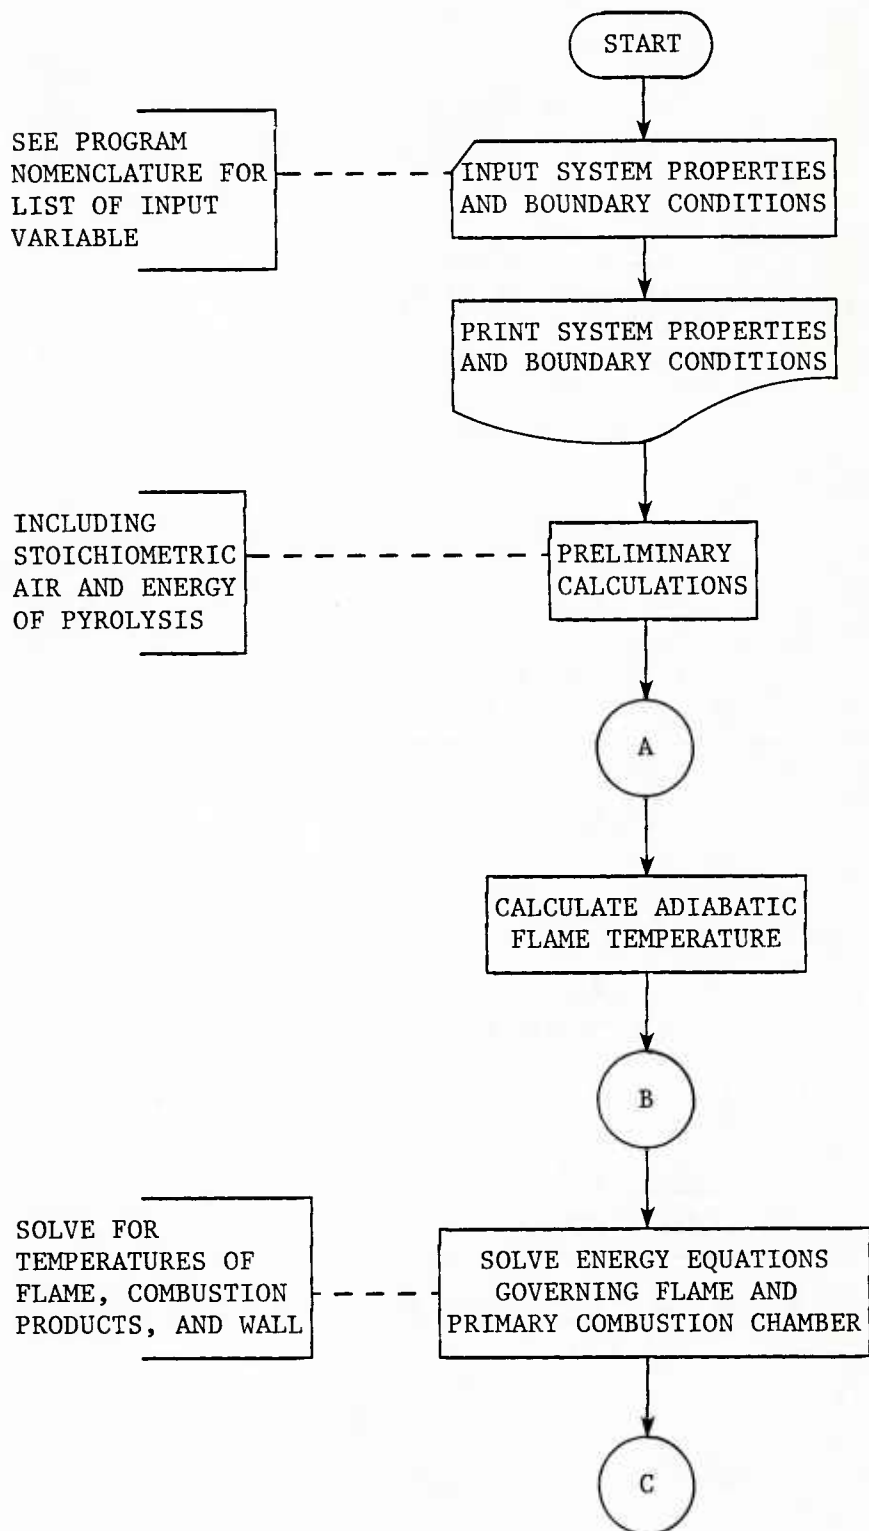 START
SEE PROGRAM
NOMENCLATURE FOR
LIST OF INPUT
VARIABLE
INPUT SYSTEM PROPERTIES
AND BOUNDARY CONDITIONS
PRINT SYSTEM PROPERTIES
AND BOUNDARY CONDITIONS
INCLUDING
STOICHIOMETRIC
AIR AND ENERGY
OF PYROLYSIS
PRELIMINARY
CALCULATIONS
A
CALCULATE ADIABATIC
FLAME TEMPERATURE
B
SOLVE FOR
TEMPERATURES OF
FLAME, COMBUSTION
PRODUCTS, AND WALL
SOLVE ENERGY EQUATIONS
GOVERNING FLAME AND
PRIMARY COMBUSTION CHAMBER
C